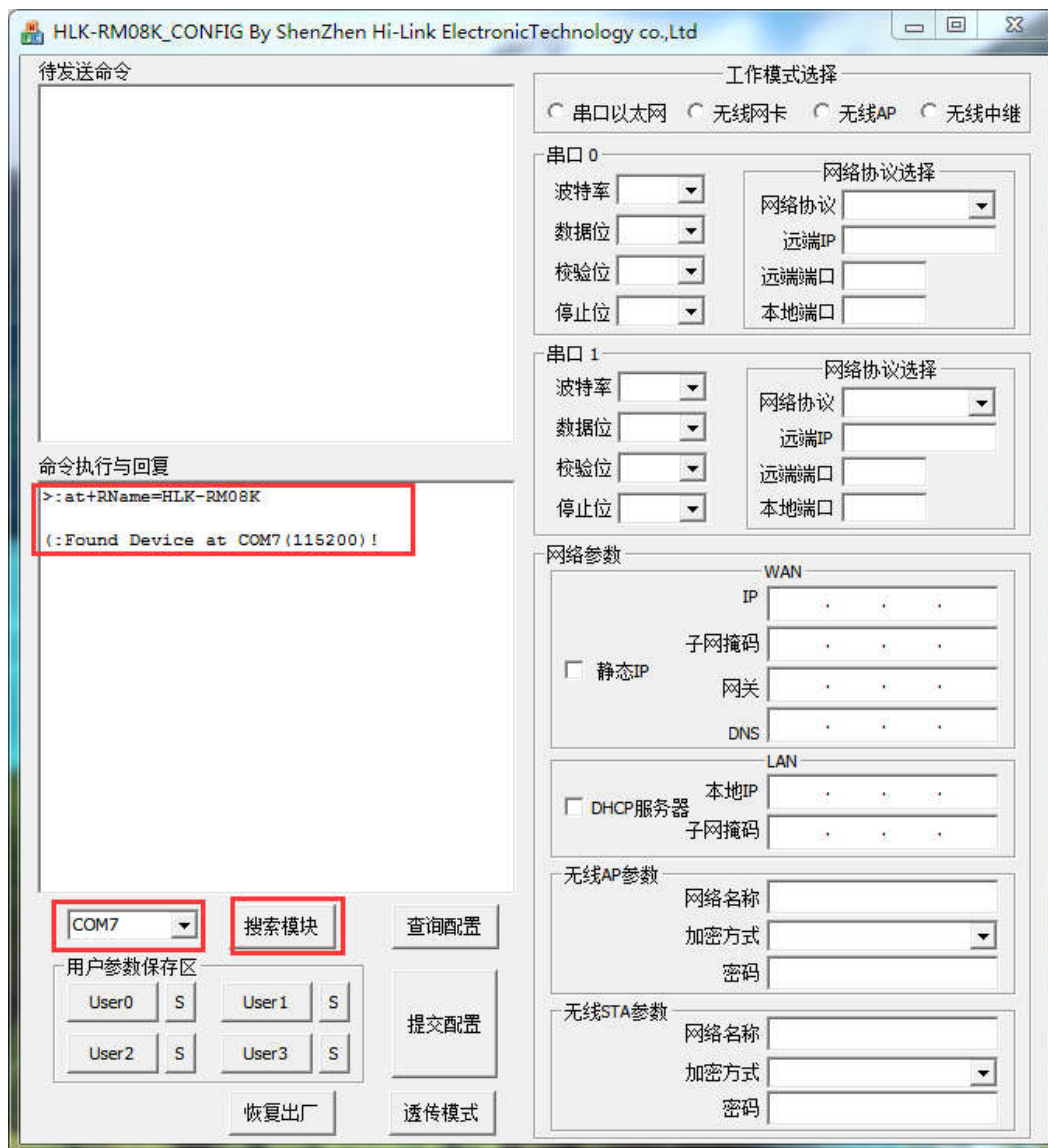 HLK-RM08K_CONFIG By ShenZhen Hi-Link ElectronicTechnology co.,Ltd
待发送命令
命令执行与回复
>:at+RName=HLK-RM08K
(:Found Device at COM7(115200)!
COM7
搜索模块
查询配置
用户参数保存区
User0 S User1 S
User2 S User3 S
提交配置
恢复出厂
透传模式
工作模式选择
串口以太网 无线网卡 无线AP 无线中继
串口 0
波特率
数据位
校验位
停止位
网络协议选择
网络协议
远端IP
远端端口
本地端口
串口 1
波特率
数据位
校验位
停止位
网络协议选择
网络协议
远端IP
远端端口
本地端口
网络参数
WAN
静态IP
IP
子网掩码
网关
DNS
LAN
DHCP服务器
本地IP
子网掩码
无线AP参数
网络名称
加密方式
密码
无线STA参数
网络名称
加密方式
密码